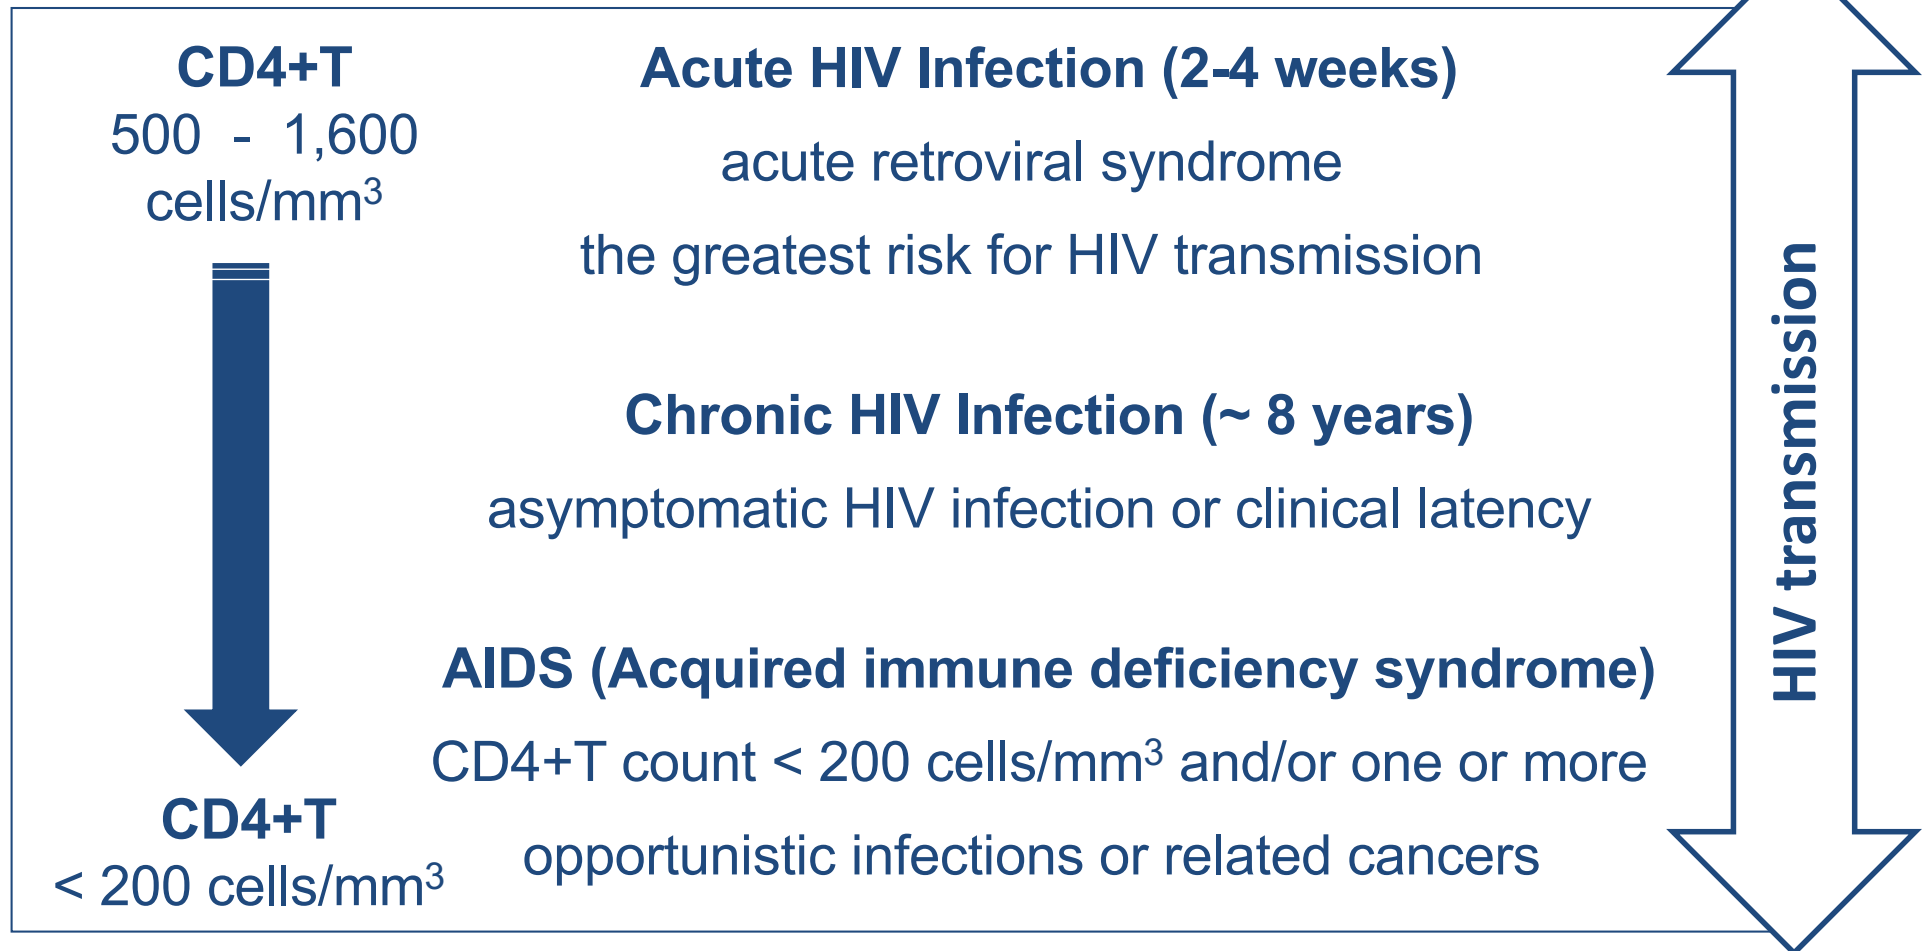 CD4+T
500 - 1,600
cells/mm³
Acute HIV Infection (2-4 weeks)
acute retroviral syndrome
the greatest risk for HIV transmission
Chronic HIV Infection (~ 8 years)
asymptomatic HIV infection or clinical latency
AIDS (Acquired immune deficiency syndrome)
CD4+T count < 200 cells/mm³ and/or one or more
opportunistic infections or related cancers
CD4+T
< 200 cells/mm³
HIV transmission